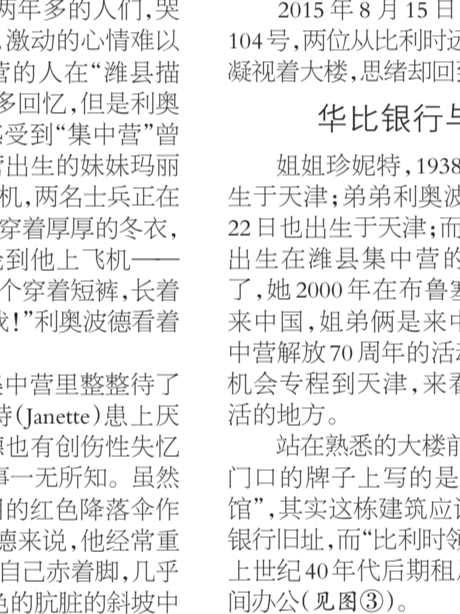 两年多的人们,哭
激动的心情难以
营的人在“潍县描
多回忆,但是利奥
感受到“集中营”曾
出生的妹妹玛丽
机,两名士兵正在
穿着厚厚的冬衣,
到他上飞机——
个穿着短裤,长着
!”利奥波德看着
中营里整整待了
特(Janette)患上厌
也有创伤性失忆
事一无所知。虽然
的红色降落伞作
德来说,他经常重
自己赤着脚,几乎
色的肮脏的斜坡中
2015年8月15日
104号,两位从比利时远
凝视着大楼,思绪却回到
华比银行与
姐姐珍妮特,1938
生于天津;弟弟利奥波
22日也出生于天津;而
出生在潍县集中营的
了,她2000年在布鲁塞
来中国,姐弟俩是来中
中营解放70周年的活动
机会专程到天津,来看
活的地方。
站在熟悉的大楼前
门口的牌子上写的是
馆”,其实这栋建筑应该
银行旧址,而“比利时领
上世纪40年代后期租用
间办公(见图③)。